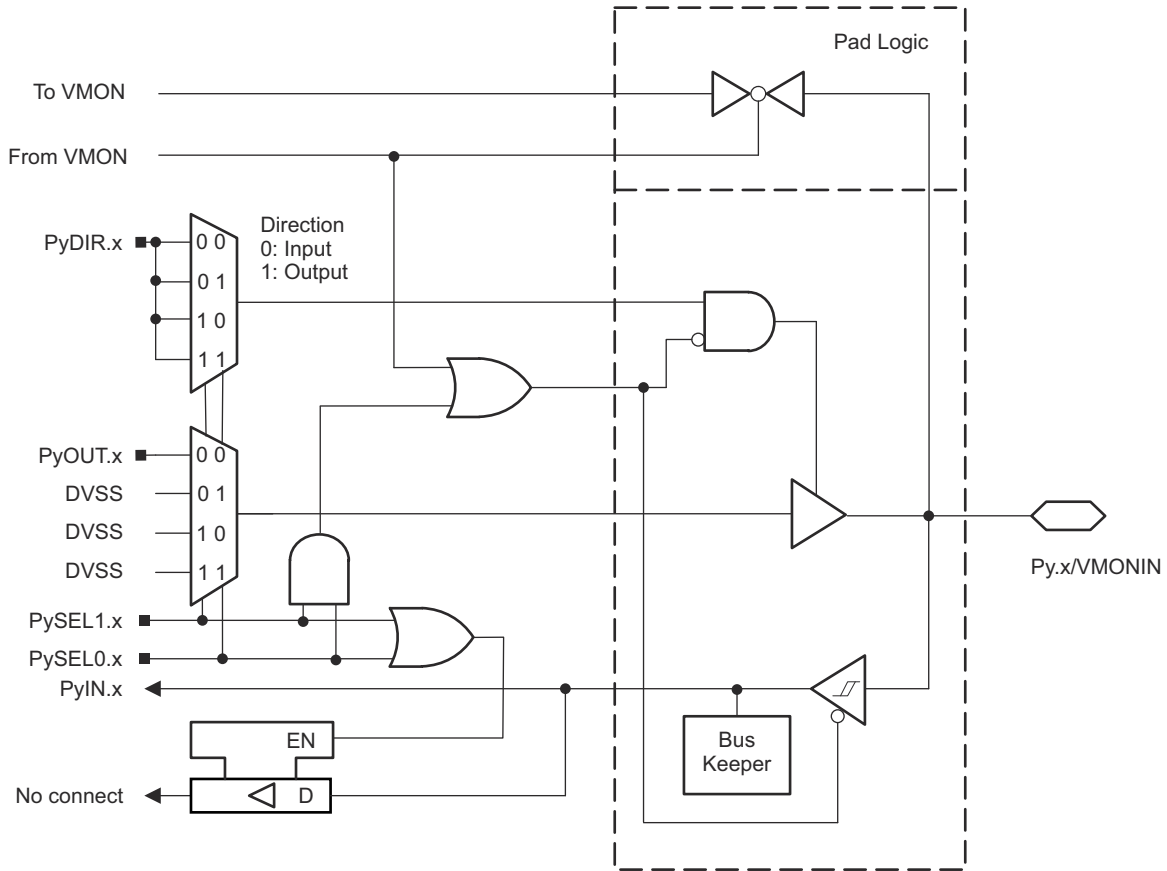 Pad Logic
To VMON
From VMON
PyDIR.x
0 0
0 1
1 0
1 1
Direction
0: Input
1: Output
PyOUT.x
0 0
DVSS
0 1
DVSS
1 0
DVSS
1 1
Py.x/VMONIN
PySEL1.x
PySEL0.x
PyIN.x
EN
Bus
Keeper
No connect
D